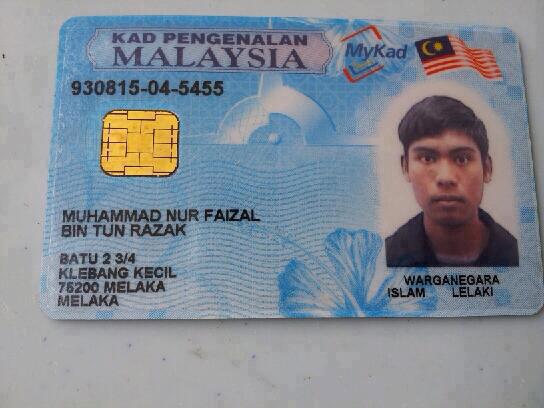 KAD PENGENALAN
MALAYSIA
MyKad
930815-04-5455
MUHAMMAD NUR FAIZAL
BIN TUN RAZAK
BATU 2 3/4
KLEBANG KECIL
75200 MELAKA
MELAKA
WARGANEGARA
ISLAM LELAKI